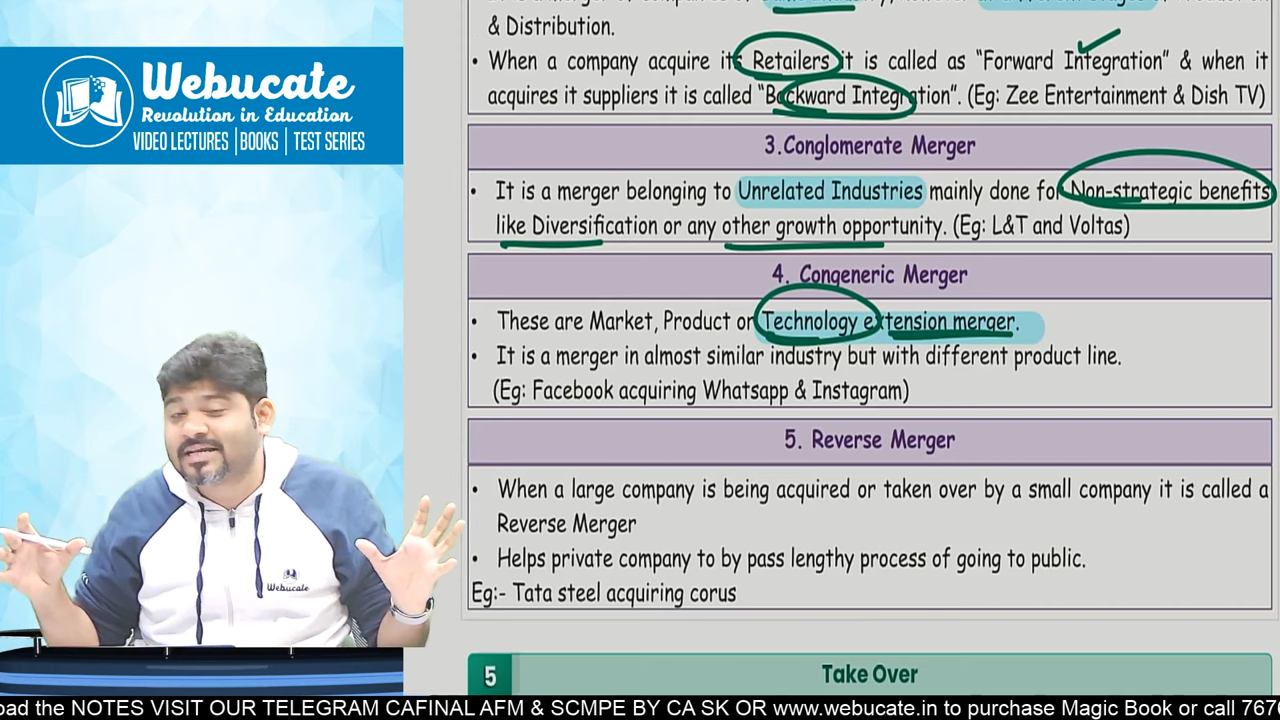 Webucate
Revolution in Education
VIDEO LECTURES | BOOKS | TEST SERIES
& Distribution.
• When a company acquire its Retailers it is called as “Forward Integration” & when it
acquires it suppliers it is called “Backward Integration”. (Eg: Zee Entertainment & Dish TV)
3.Conglomerate Merger
• It is a merger belonging to Unrelated Industries mainly done for Non-strategic benefits
like Diversification or any other growth opportunity. (Eg: L&T and Voltas)
4. Congeneric Merger
• These are Market, Product or Technology extension merger.
• It is a merger in almost similar industry but with different product line.
(Eg: Facebook acquiring Whatsapp & Instagram)
5. Reverse Merger
• When a large company is being acquired or taken over by a small company it is called a
Reverse Merger
• Helps private company to by pass lengthy process of going to public.
Eg:- Tata steel acquiring corus
5
Take Over
Webucate
oad the NOTES VISIT OUR TELEGRAM CAFINAL AFM & SCMPE BY CA SK OR www.webucate.in to purchase Magic Book or call 767